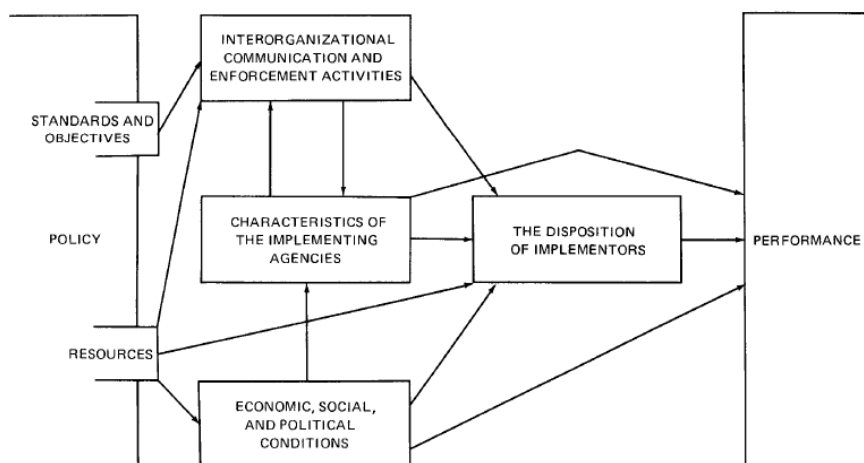 INTERORGANIZATIONAL
COMMUNICATION AND
ENFORCEMENT ACTIVITIES
STANDARDS AND
OBJECTIVES
POLICY
CHARACTERISTICS OF
THE IMPLEMENTING
AGENCIES
THE DISPOSITION
OF IMPLEMENTORS
PERFORMANCE
RESOURCES
ECONOMIC, SOCIAL,
AND POLITICAL
CONDITIONS